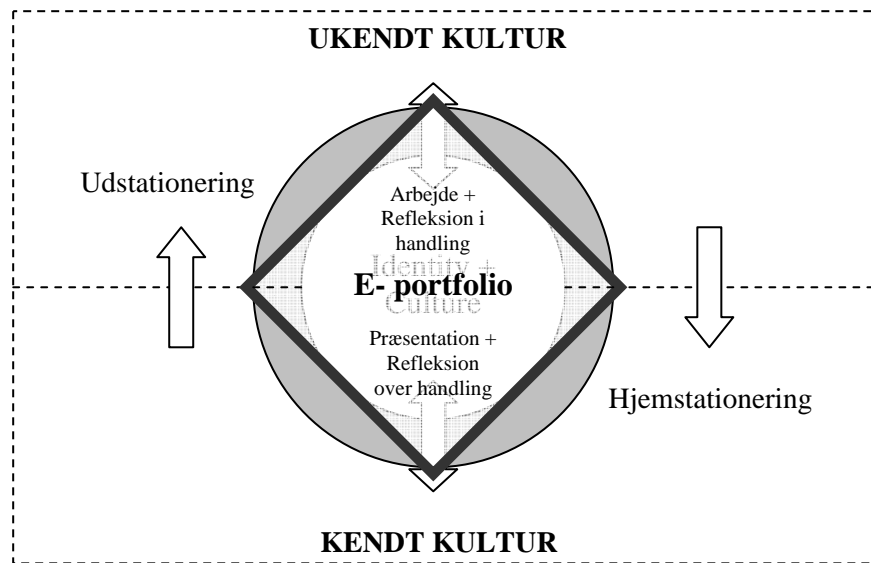 UKENDT KULTUR
Udstationering
Arbejde +
Refleksion i
handling
Identity +
E- portfolio
Culture
Præsentation +
Refleksion
over handling
Hjemstationering
KENDT KULTUR